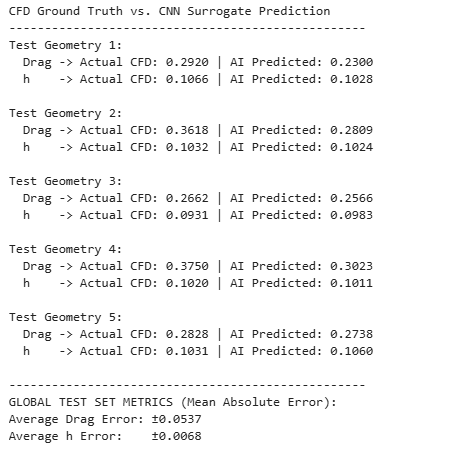 CFD Ground Truth vs. CNN Surrogate Prediction
--------------------------------------------------
Test Geometry 1:
  Drag -> Actual CFD: 0.2920 | AI Predicted: 0.2300
  h    -> Actual CFD: 0.1066 | AI Predicted: 0.1028

Test Geometry 2:
  Drag -> Actual CFD: 0.3618 | AI Predicted: 0.2809
  h    -> Actual CFD: 0.1032 | AI Predicted: 0.1024

Test Geometry 3:
  Drag -> Actual CFD: 0.2662 | AI Predicted: 0.2566
  h    -> Actual CFD: 0.0931 | AI Predicted: 0.0983

Test Geometry 4:
  Drag -> Actual CFD: 0.3750 | AI Predicted: 0.3023
  h    -> Actual CFD: 0.1020 | AI Predicted: 0.1011

Test Geometry 5:
  Drag -> Actual CFD: 0.2828 | AI Predicted: 0.2738
  h    -> Actual CFD: 0.1031 | AI Predicted: 0.1060

--------------------------------------------------
GLOBAL TEST SET METRICS (Mean Absolute Error):
Average Drag Error: ±0.0537
Average h Error:    ±0.0068